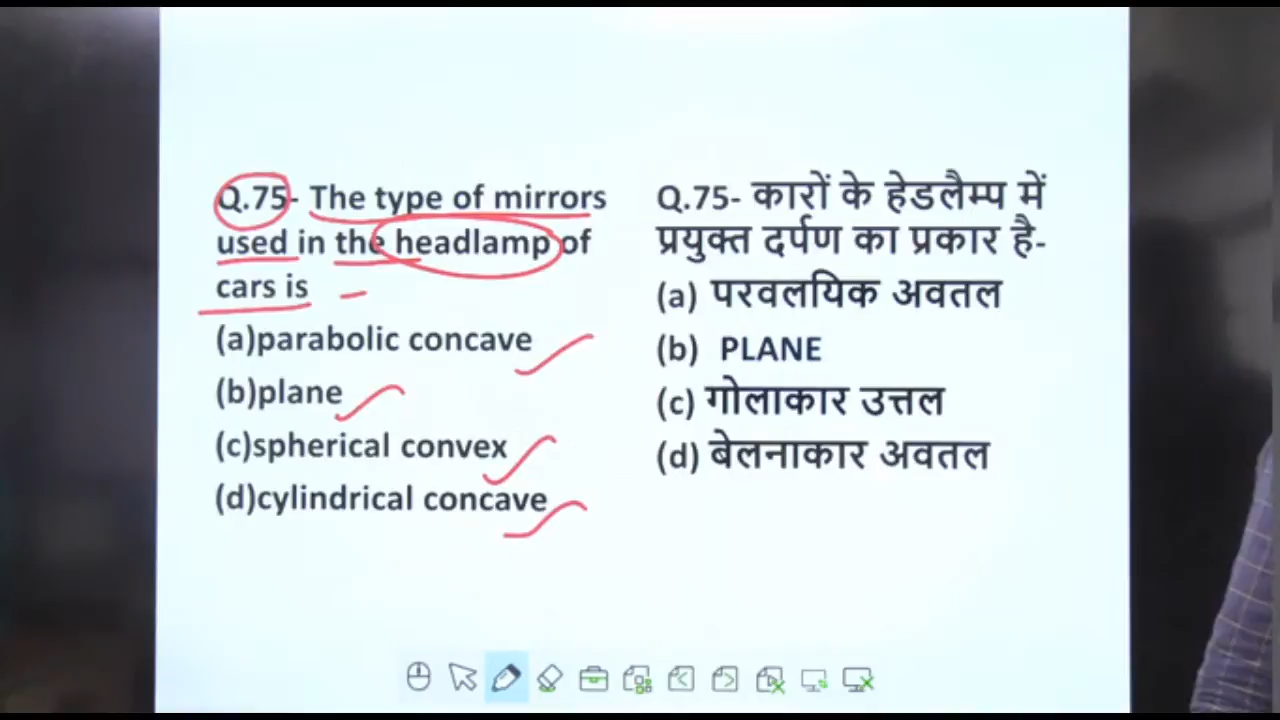 Q.75- The type of mirrors
used in the headlamp of
cars is
(a)parabolic concave
(b)plane
(c)spherical convex
(d)cylindrical concave
Q.75- कारों के हेडलैम्प में
प्रयुक्त दर्पण का प्रकार है-
(a) परवलयिक अवतल
(b) PLANE
(c) गोलाकार उत्तल
(d) बेलनाकार अवतल